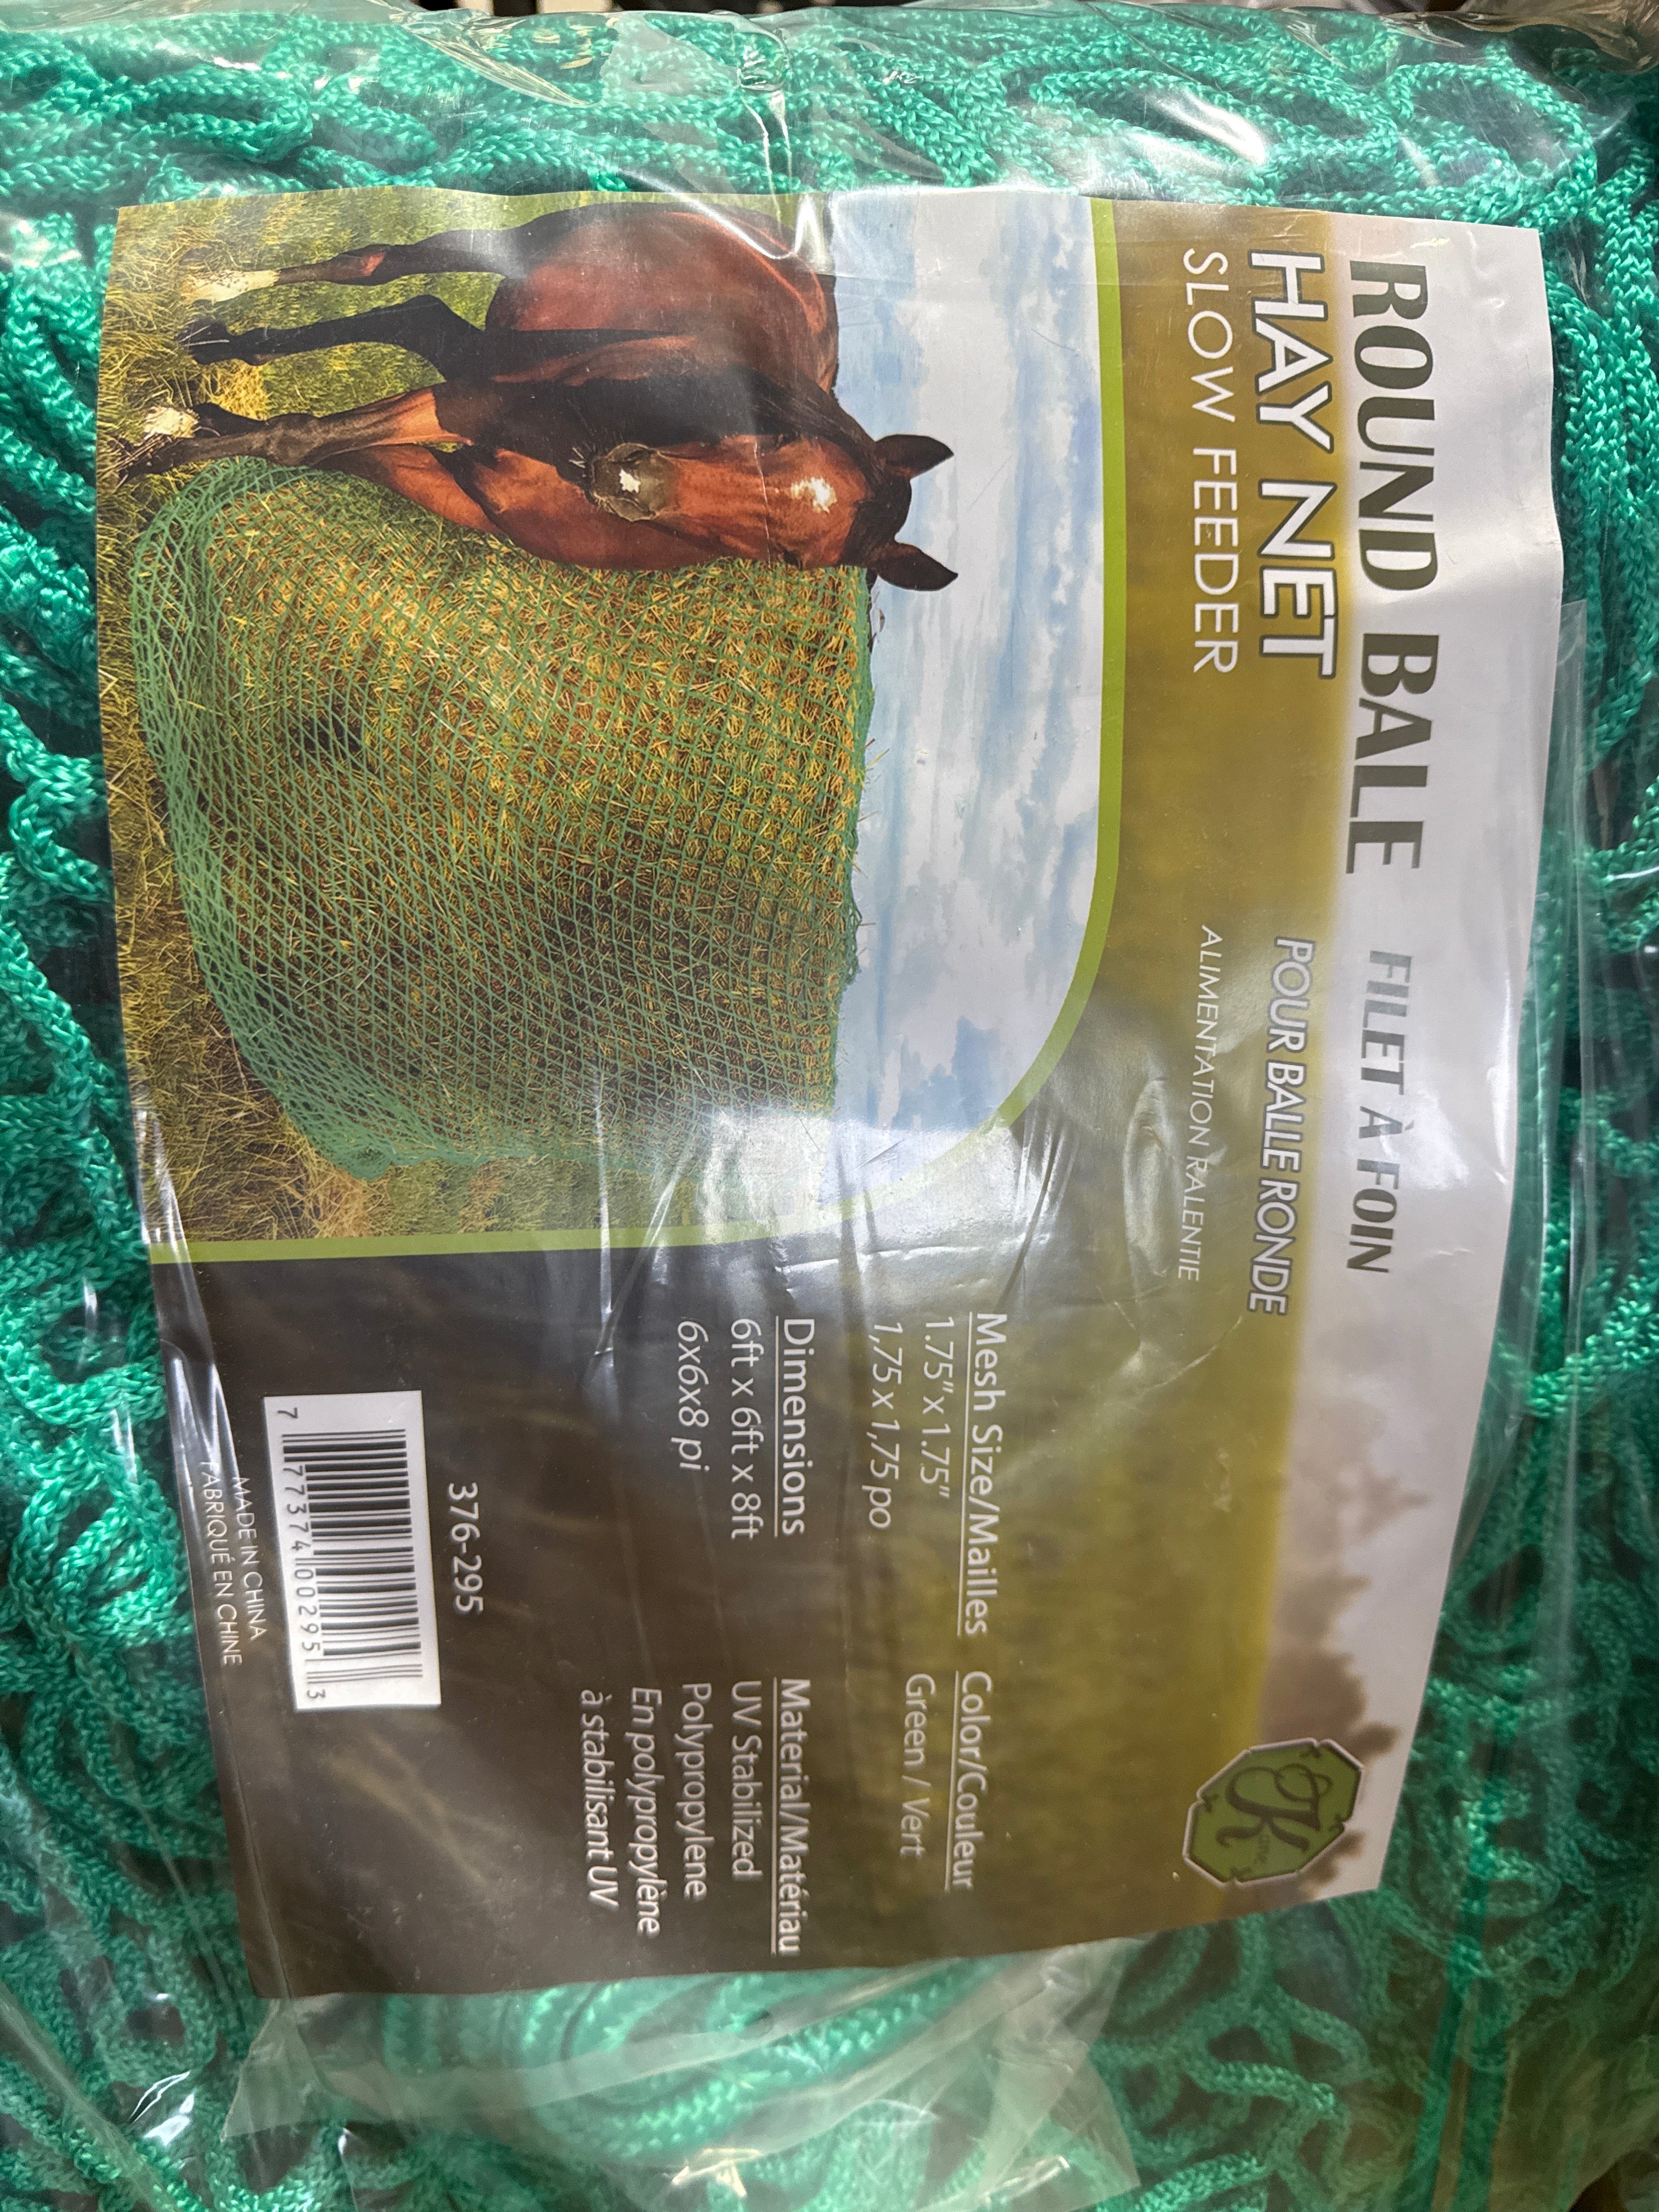 ROUND BALE
HAY NET
SLOW FEEDER
FILET À FOIN
POUR BALLE RONDE
ALIMENTATION RALENTIE
Mesh Size/Mailles
1.75" x 1.75"
1,75 x 1,75 po
Color/Couleur
Green / Vert
Dimensions
6ft x 6ft x 8ft
6x6x8 pi
Material/Matériau
UV Stabilized
Polypropylene
En polypropylène
à stabilisant UV
376-295
7 77374 00295 3
MADE IN CHINA
FABRIQUÉ EN CHINE